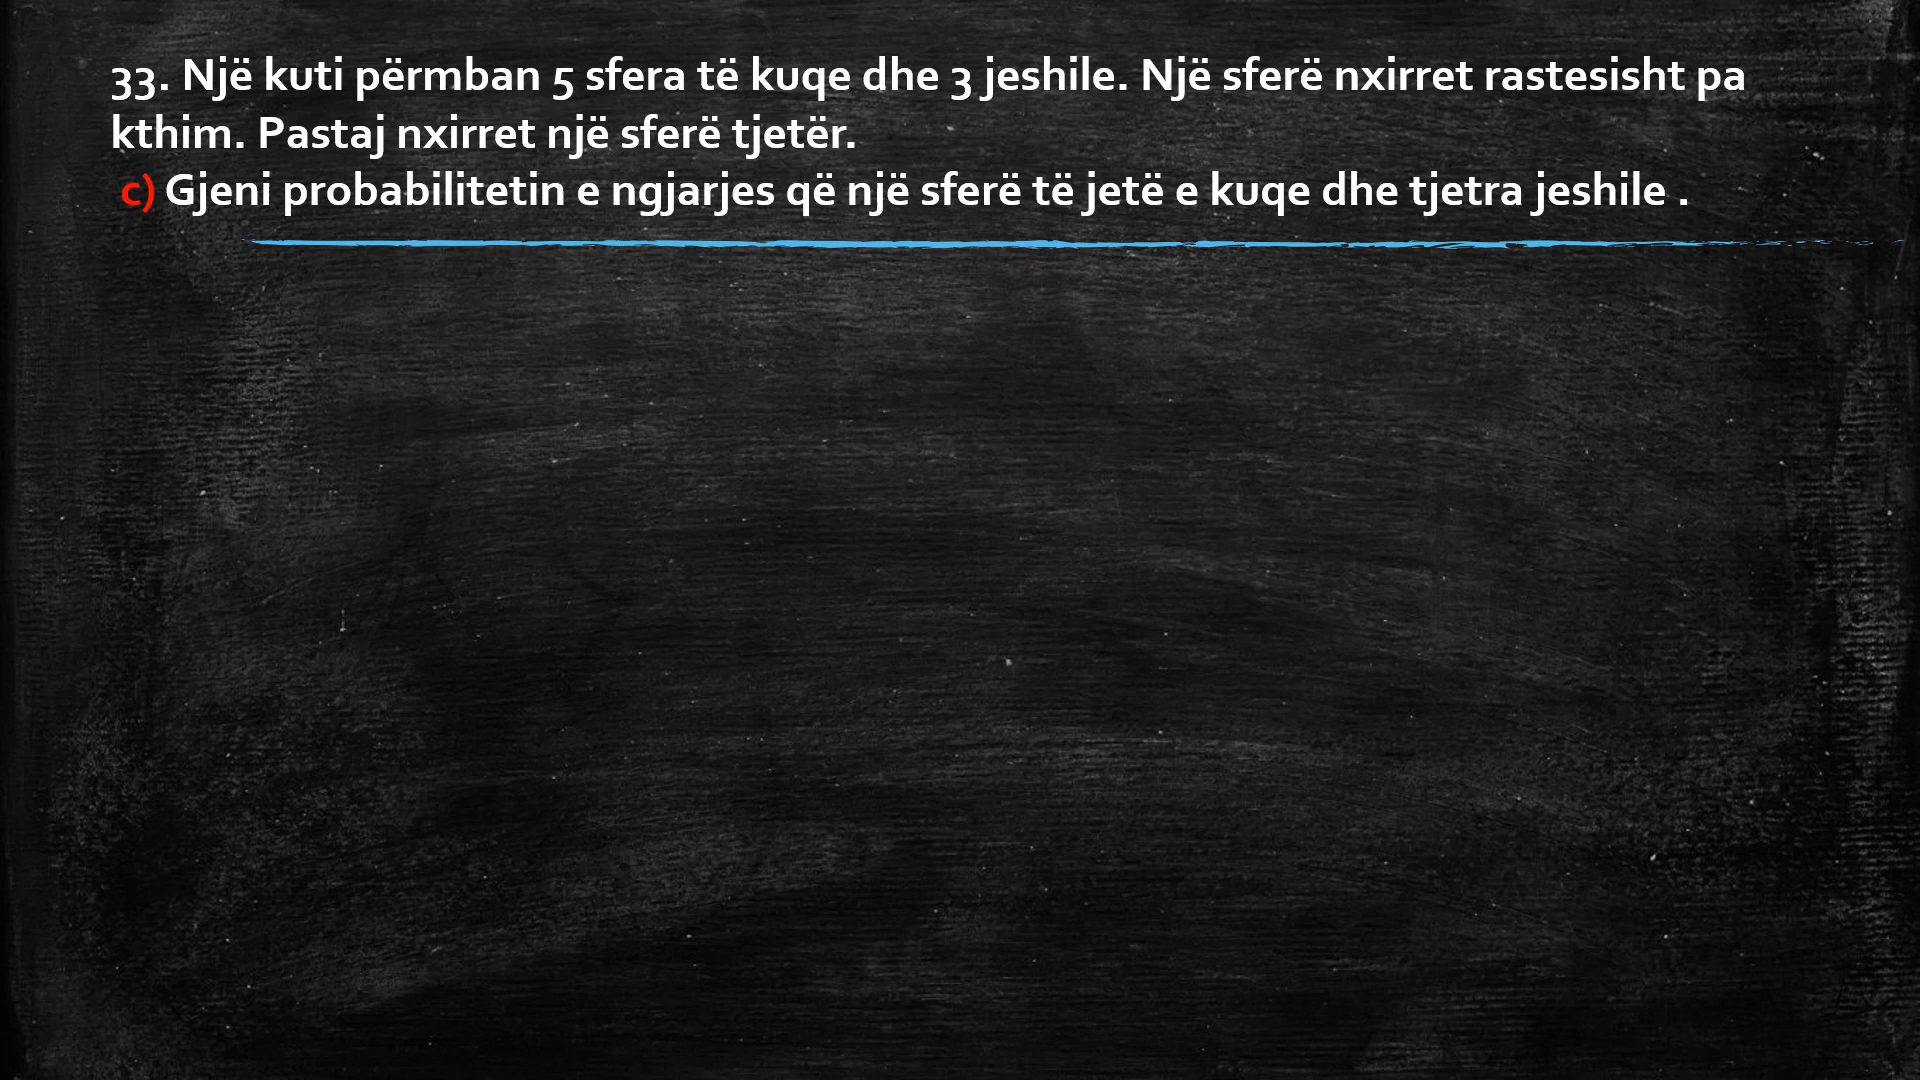 33. Një kuti përmban 5 sfera të kuqe dhe 3 jeshile. Një sferë nxirret rastesisht pa
kthim. Pastaj nxirret një sferë tjetër.
c) Gjeni probabilitetin e ngjarjes që një sferë të jetë e kuqe dhe tjetra jeshile .